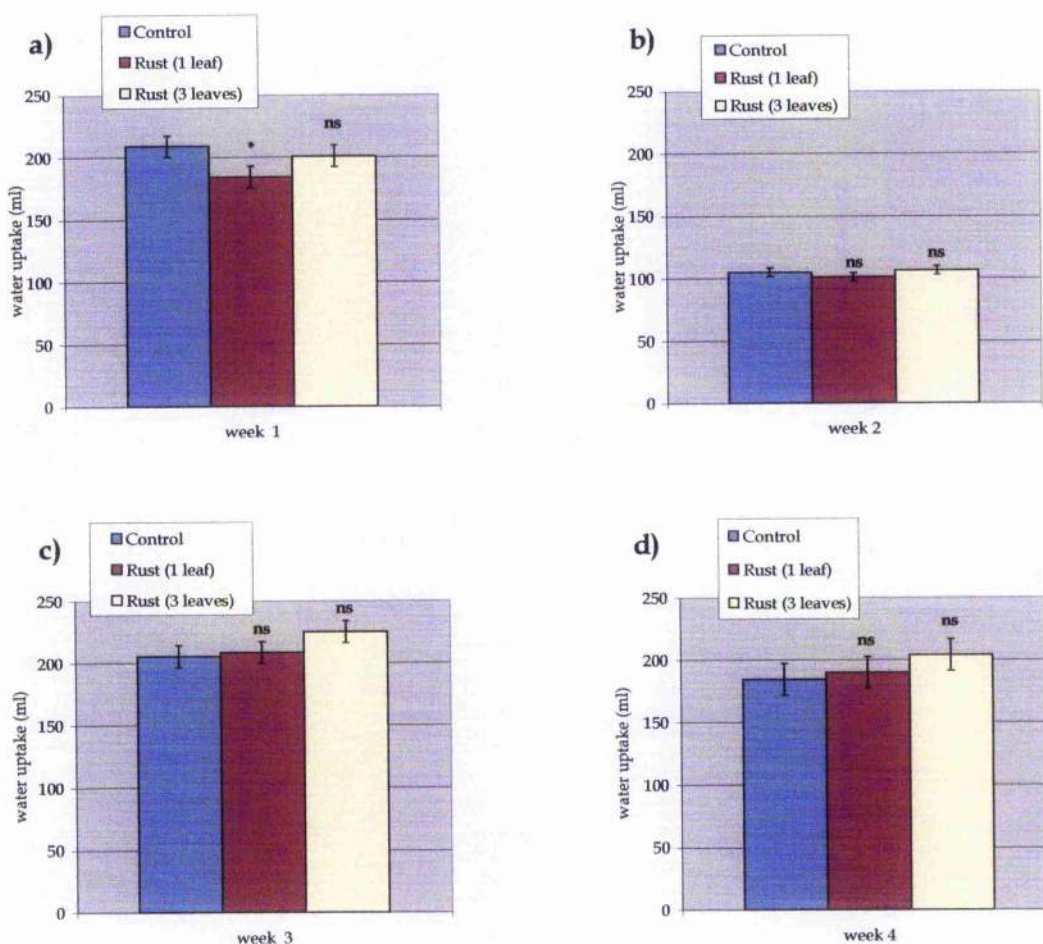 a)
Control
Rust (1 leaf)
Rust (3 leaves)
250
200
150
100
50
0
water uptake (ml)
*
ns
week 1
b)
Control
Rust (1 leaf)
Rust (3 leaves)
250
200
150
100
50
0
water uptake (ml)
ns
ns
week 2
c)
Control
Rust (1 leaf)
Rust (3 leaves)
250
200
150
100
50
0
water uptake (ml)
ns
ns
week 3
d)
Control
Rust (1 leaf)
Rust (3 leaves)
250
200
150
100
50
0
water uptake (ml)
ns
ns
week 4